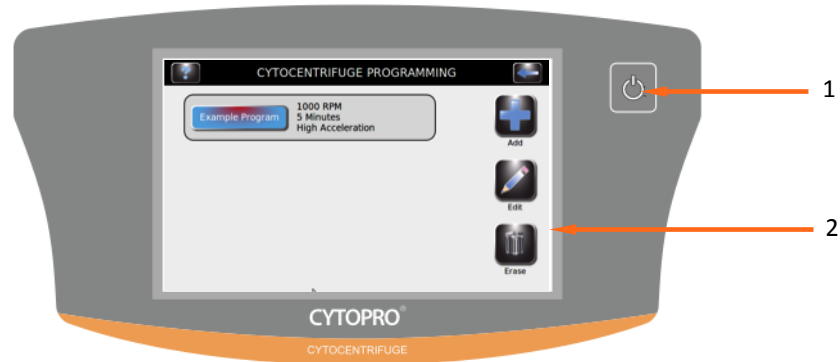 CYTOCENTRIFUGE PROGRAMMING
Example Program
1000 RPM
5 Minutes
High Acceleration
Add
Edit
Erase
1
2
CYTOPRO®
CYTOCENTRIFUGE